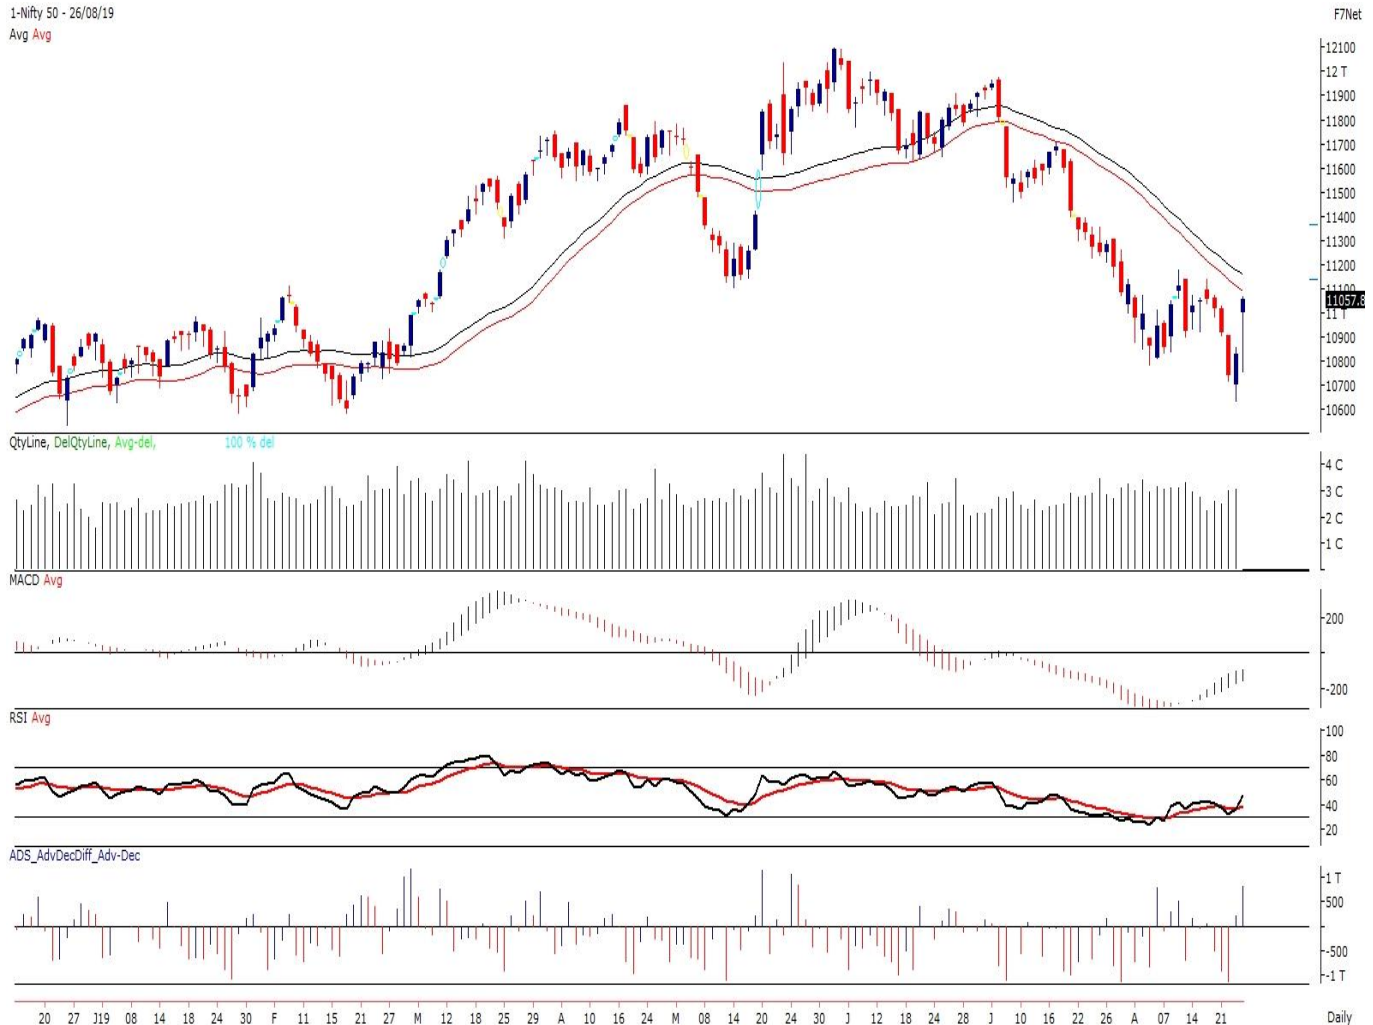 1-Nifty 50 - 26/08/19
F7Net
Avg Avg
12100
12 T
11900
11800
11700
11600
11500
11400
11300
11200
11100
11057.8
11 T
10900
10800
10700
10600
QtyLine, DelQtyLine, Avg-del, 100 % del
4 C
3 C
2 C
1 C
MACD Avg
200
-200
RSI Avg
100
80
60
40
20
ADS_AdvDecDiff_Adv-Dec
1 T
500
-500
-1 T
20 27 J19 08 14 18 24 30 F 11 15 21 27 M 12 18 25 29 A 10 16 24 M 08 14 20 24 30 J 12 18 24 28 J 10 16 22 26 A 07 14 21 Daily